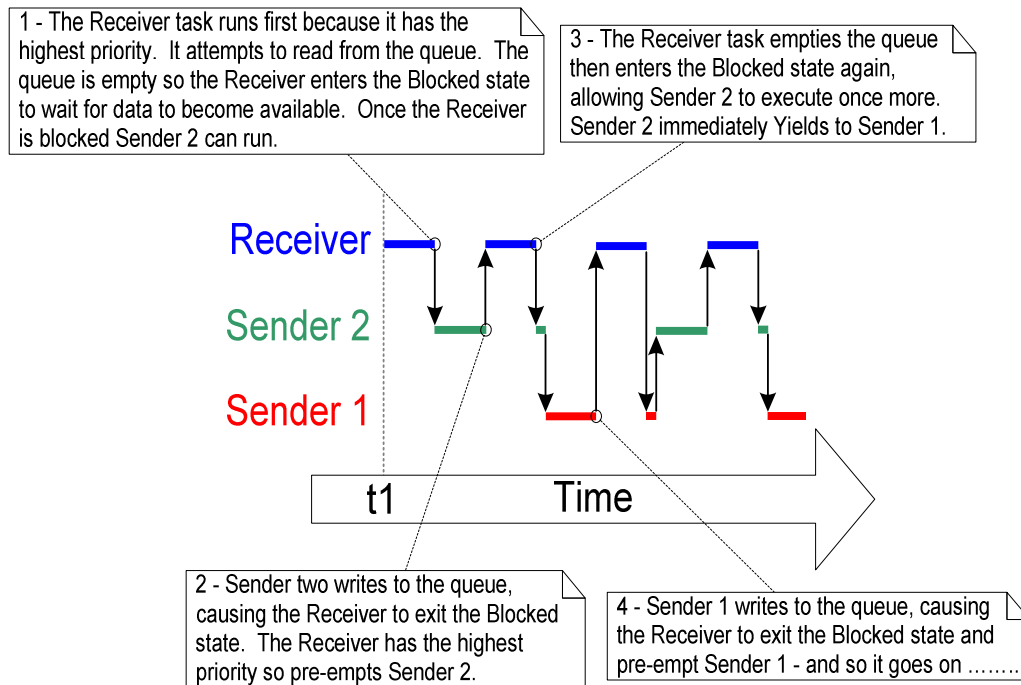 1 - The Receiver task runs first because it has the
highest priority. It attempts to read from the queue. The
queue is empty so the Receiver enters the Blocked state
to wait for data to become available. Once the Receiver
is blocked Sender 2 can run.
3 - The Receiver task empties the queue
then enters the Blocked state again,
allowing Sender 2 to execute once more.
Sender 2 immediately Yields to Sender 1.
Receiver
Sender 2
Sender 1
t1
Time
2 - Sender two writes to the queue,
causing the Receiver to exit the Blocked
state. The Receiver has the highest
priority so pre-empts Sender 2.
4 - Sender 1 writes to the queue, causing
the Receiver to exit the Blocked state and
pre-empt Sender 1 - and so it goes on ........